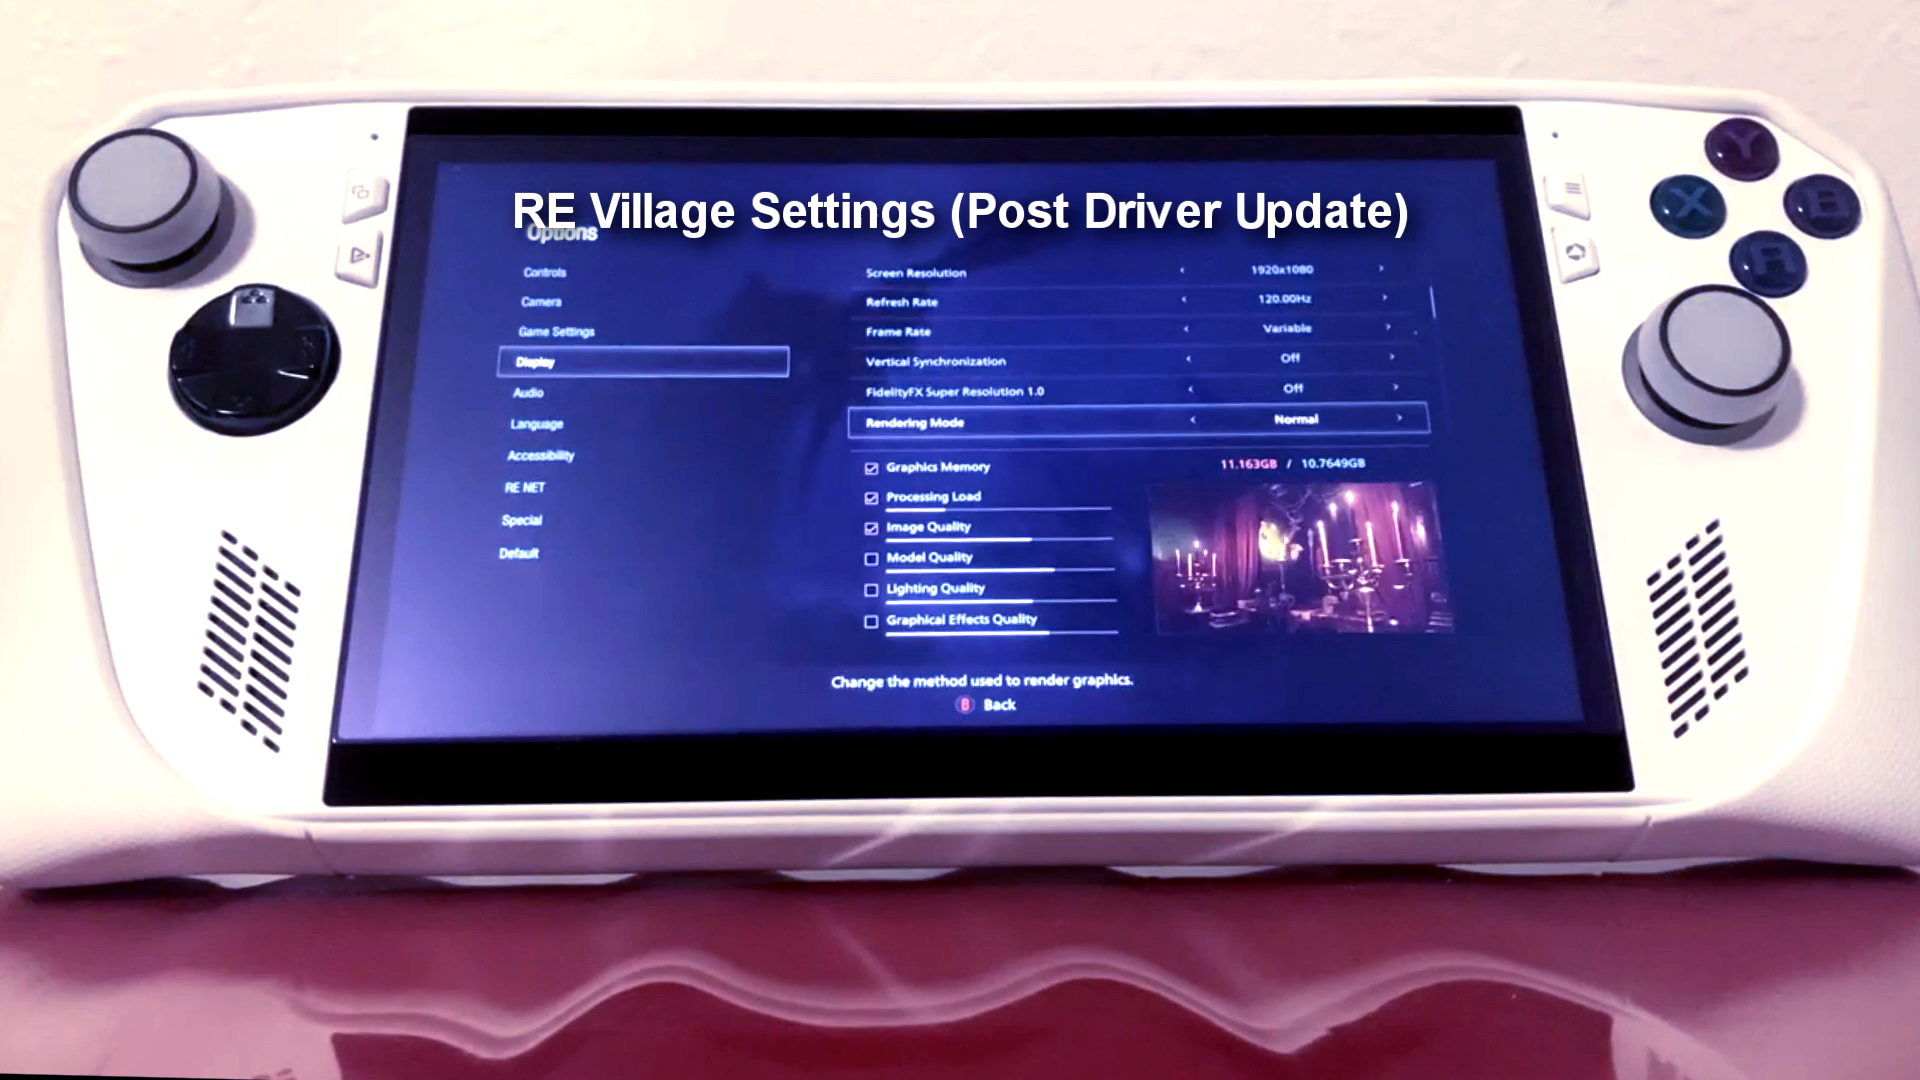 RE Village Settings (Post Driver Update)
Options
Controls
Camera
Game Settings
Display
Audio
Language
Accessibility
RE NET
Special
Default
Screen Resolution 1920x1080
Refresh Rate 120.00Hz
Frame Rate Variable
Vertical Synchronization Off
FidelityFX Super Resolution 1.0 Off
Rendering Mode Normal
Graphics Memory 11.163GB / 10.7649GB
Processing Load
Image Quality
Model Quality
Lighting Quality
Graphical Effects Quality
Change the method used to render graphics.
B Back
Y
X
B
A